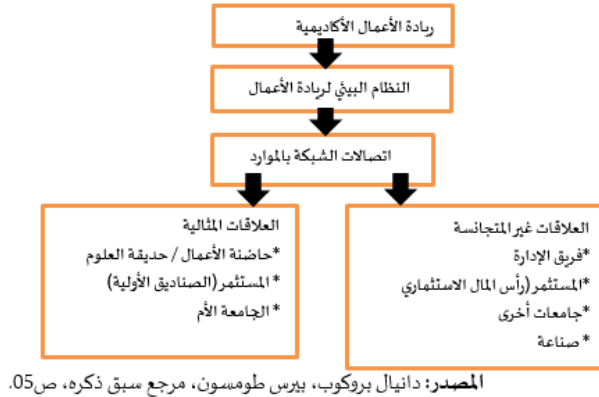 ريادة الأعمال الأكاديمية
النظام البيئي لريادة الأعمال
اتصالات الشبكة بالموارد
العلاقات غير المتجانسة
*فريق الإدارة
*المستثمر (رأس المال الاستثماري
*جامعات أخرى
* صناعة
العلاقات المثالية
*حاضنة الأعمال / حديقة العلوم
* المستثمر (الصناديق الأولية)
* الجامعة الأم
المصدر: دانيال بروكوب، بيرس طومسون، مرجع سبق ذكره، ص05.